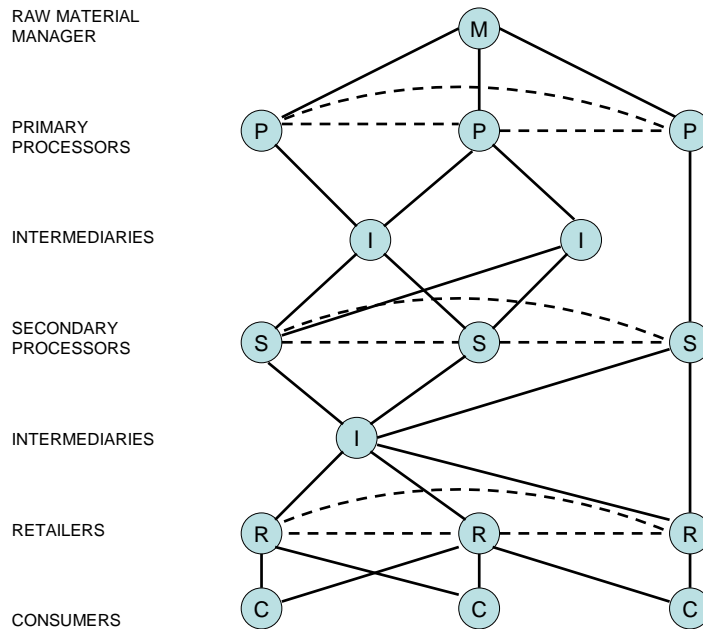 RAW MATERIAL
MANAGER
M
PRIMARY
PROCESSORS
P
P
P
INTERMEDIARIES
I
I
SECONDARY
PROCESSORS
S
S
S
INTERMEDIARIES
I
RETAILERS
R
R
R
CONSUMERS
C
C
C